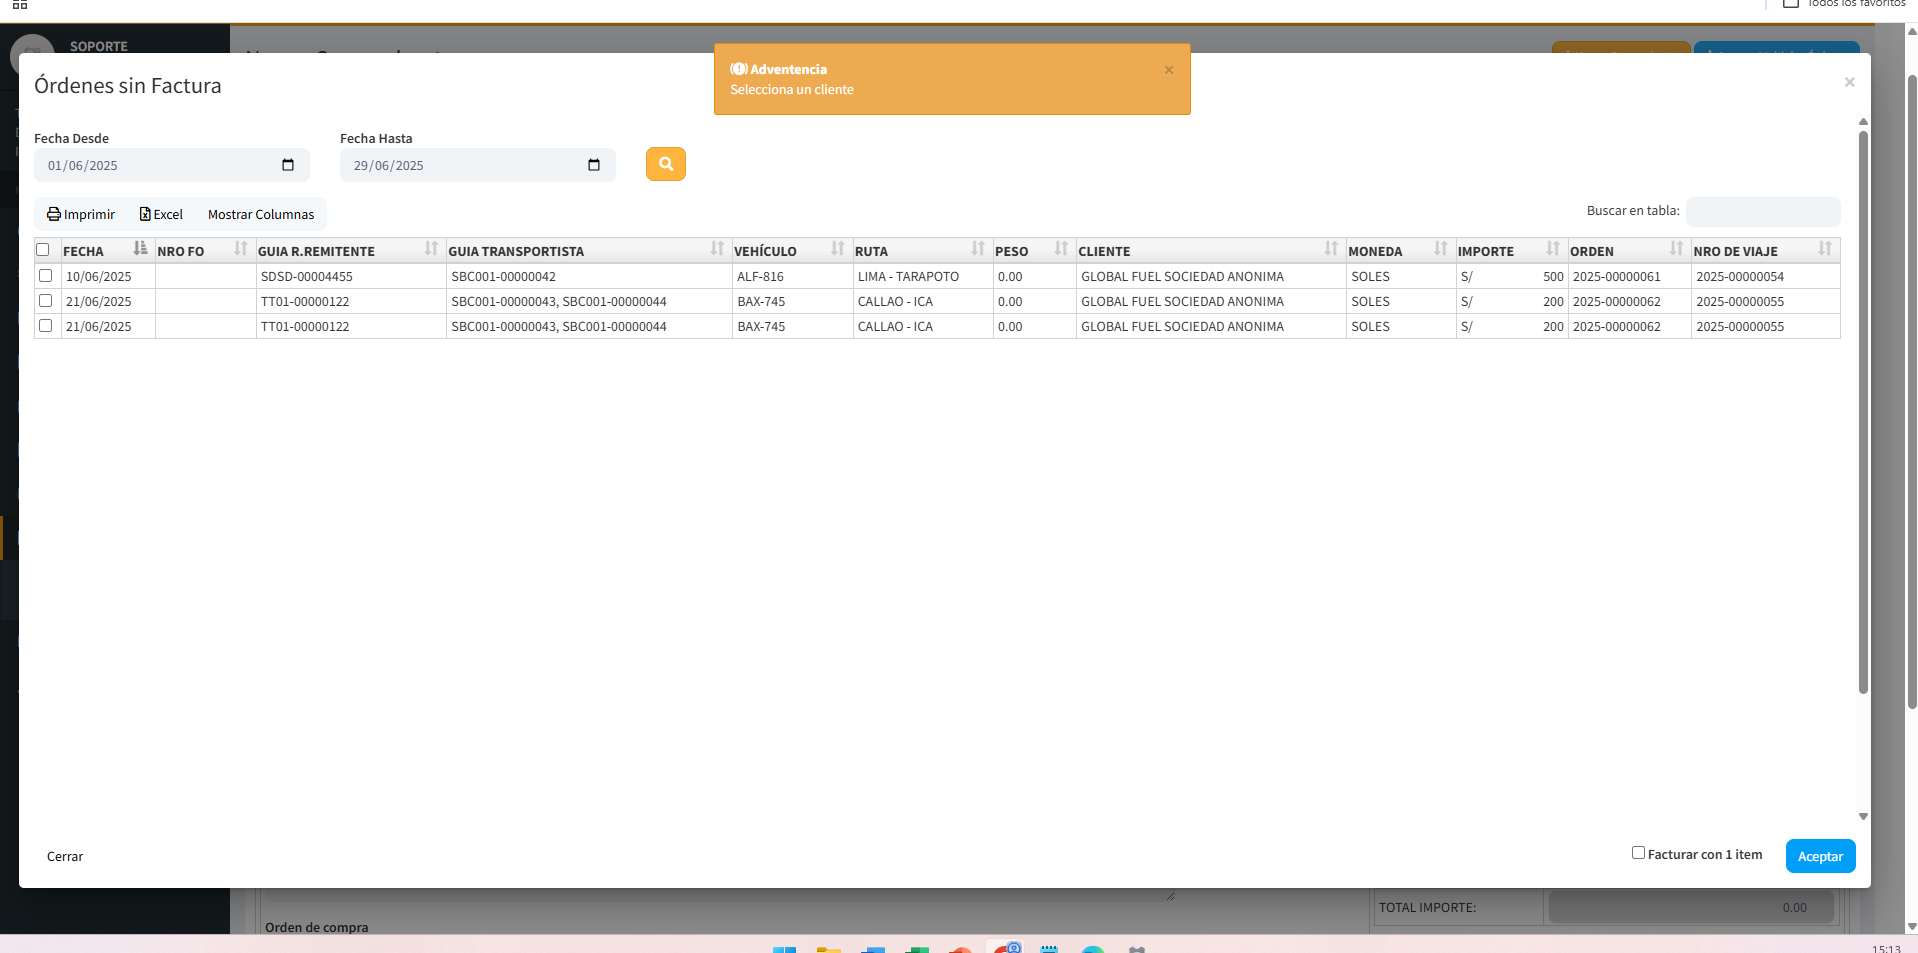 Todos los favoritos
SOPORTE
Adventencia
Selecciona un cliente
Órdenes sin Factura
Fecha Desde
Fecha Hasta
01/06/2025
29/06/2025
Imprimir Excel Mostrar Columnas
Buscar en tabla:
FECHA NRO FO GUIA R.REMITENTE GUIA TRANSPORTISTA VEHÍCULO RUTA PESO CLIENTE MONEDA IMPORTE ORDEN NRO DE VIAJE
10/06/2025 SDSD-00004455 SBC001-00000042 ALF-816 LIMA - TARAPOTO 0.00 GLOBAL FUEL SOCIEDAD ANONIMA SOLES S/ 500 2025-00000061 2025-00000054
21/06/2025 TT01-00000122 SBC001-00000043, SBC001-00000044 BAX-745 CALLAO - ICA 0.00 GLOBAL FUEL SOCIEDAD ANONIMA SOLES S/ 200 2025-00000062 2025-00000055
21/06/2025 TT01-00000122 SBC001-00000043, SBC001-00000044 BAX-745 CALLAO - ICA 0.00 GLOBAL FUEL SOCIEDAD ANONIMA SOLES S/ 200 2025-00000062 2025-00000055
Cerrar
Facturar con 1 item
Aceptar
TOTAL IMPORTE: 0.00
Orden de compra
15:13